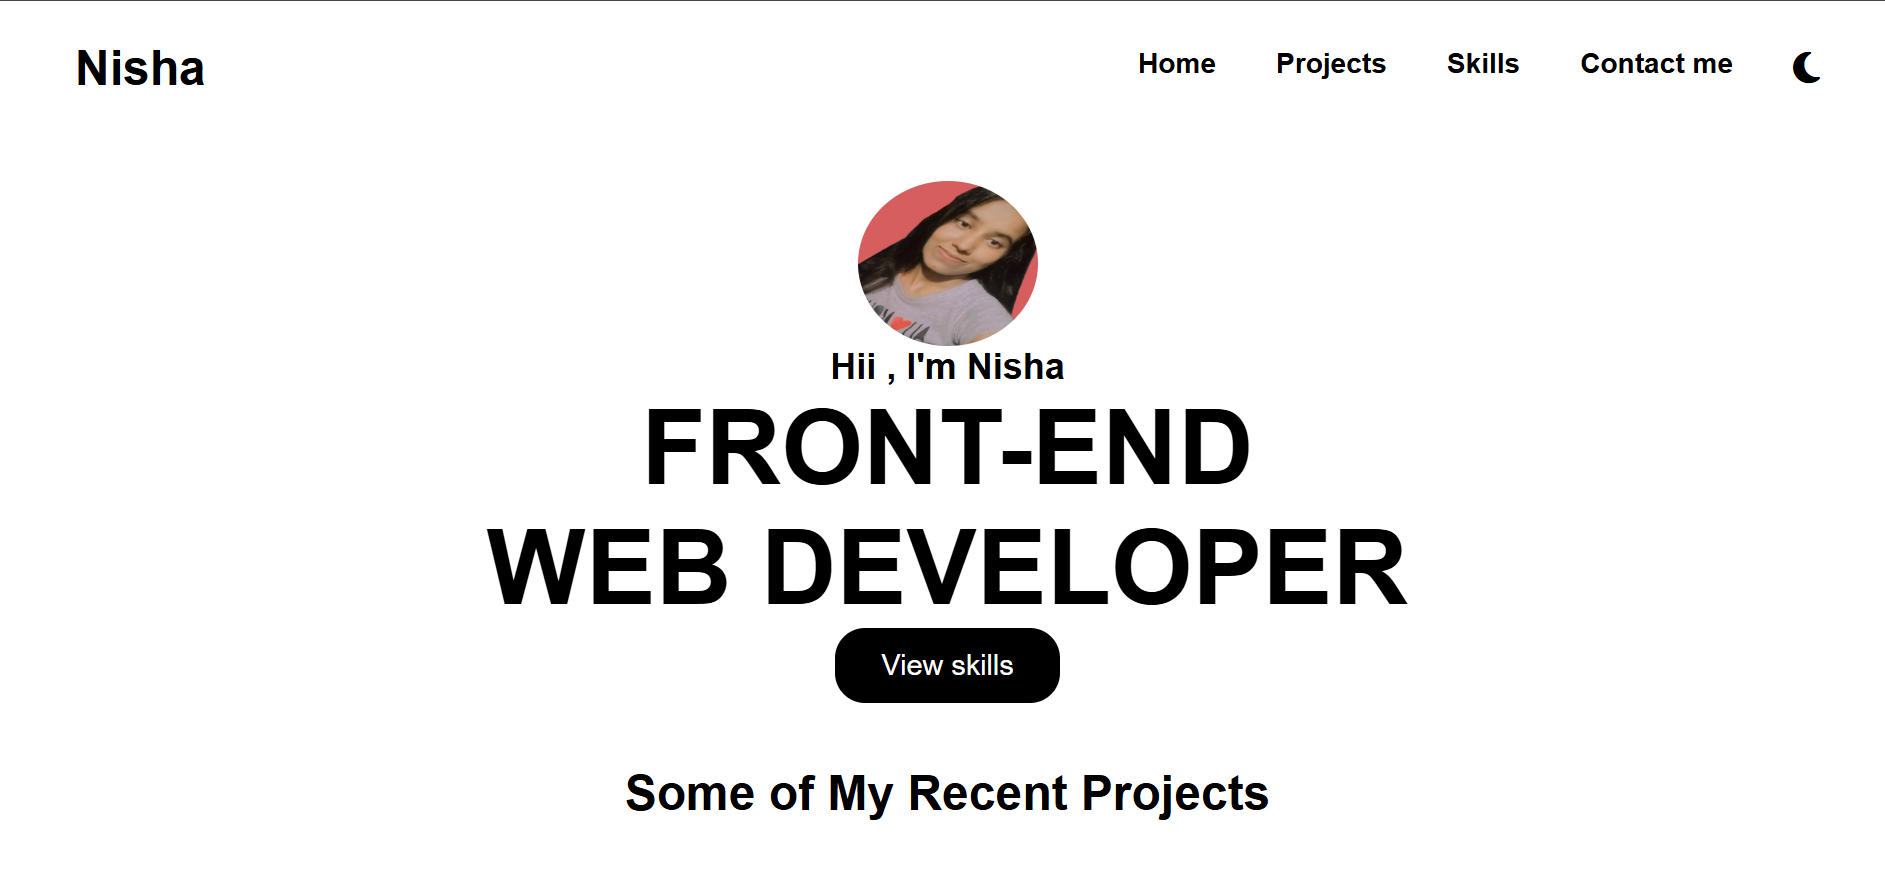 Nisha
Home Projects Skills Contact me
Hii , I'm Nisha
FRONT-END
WEB DEVELOPER
View skills
Some of My Recent Projects